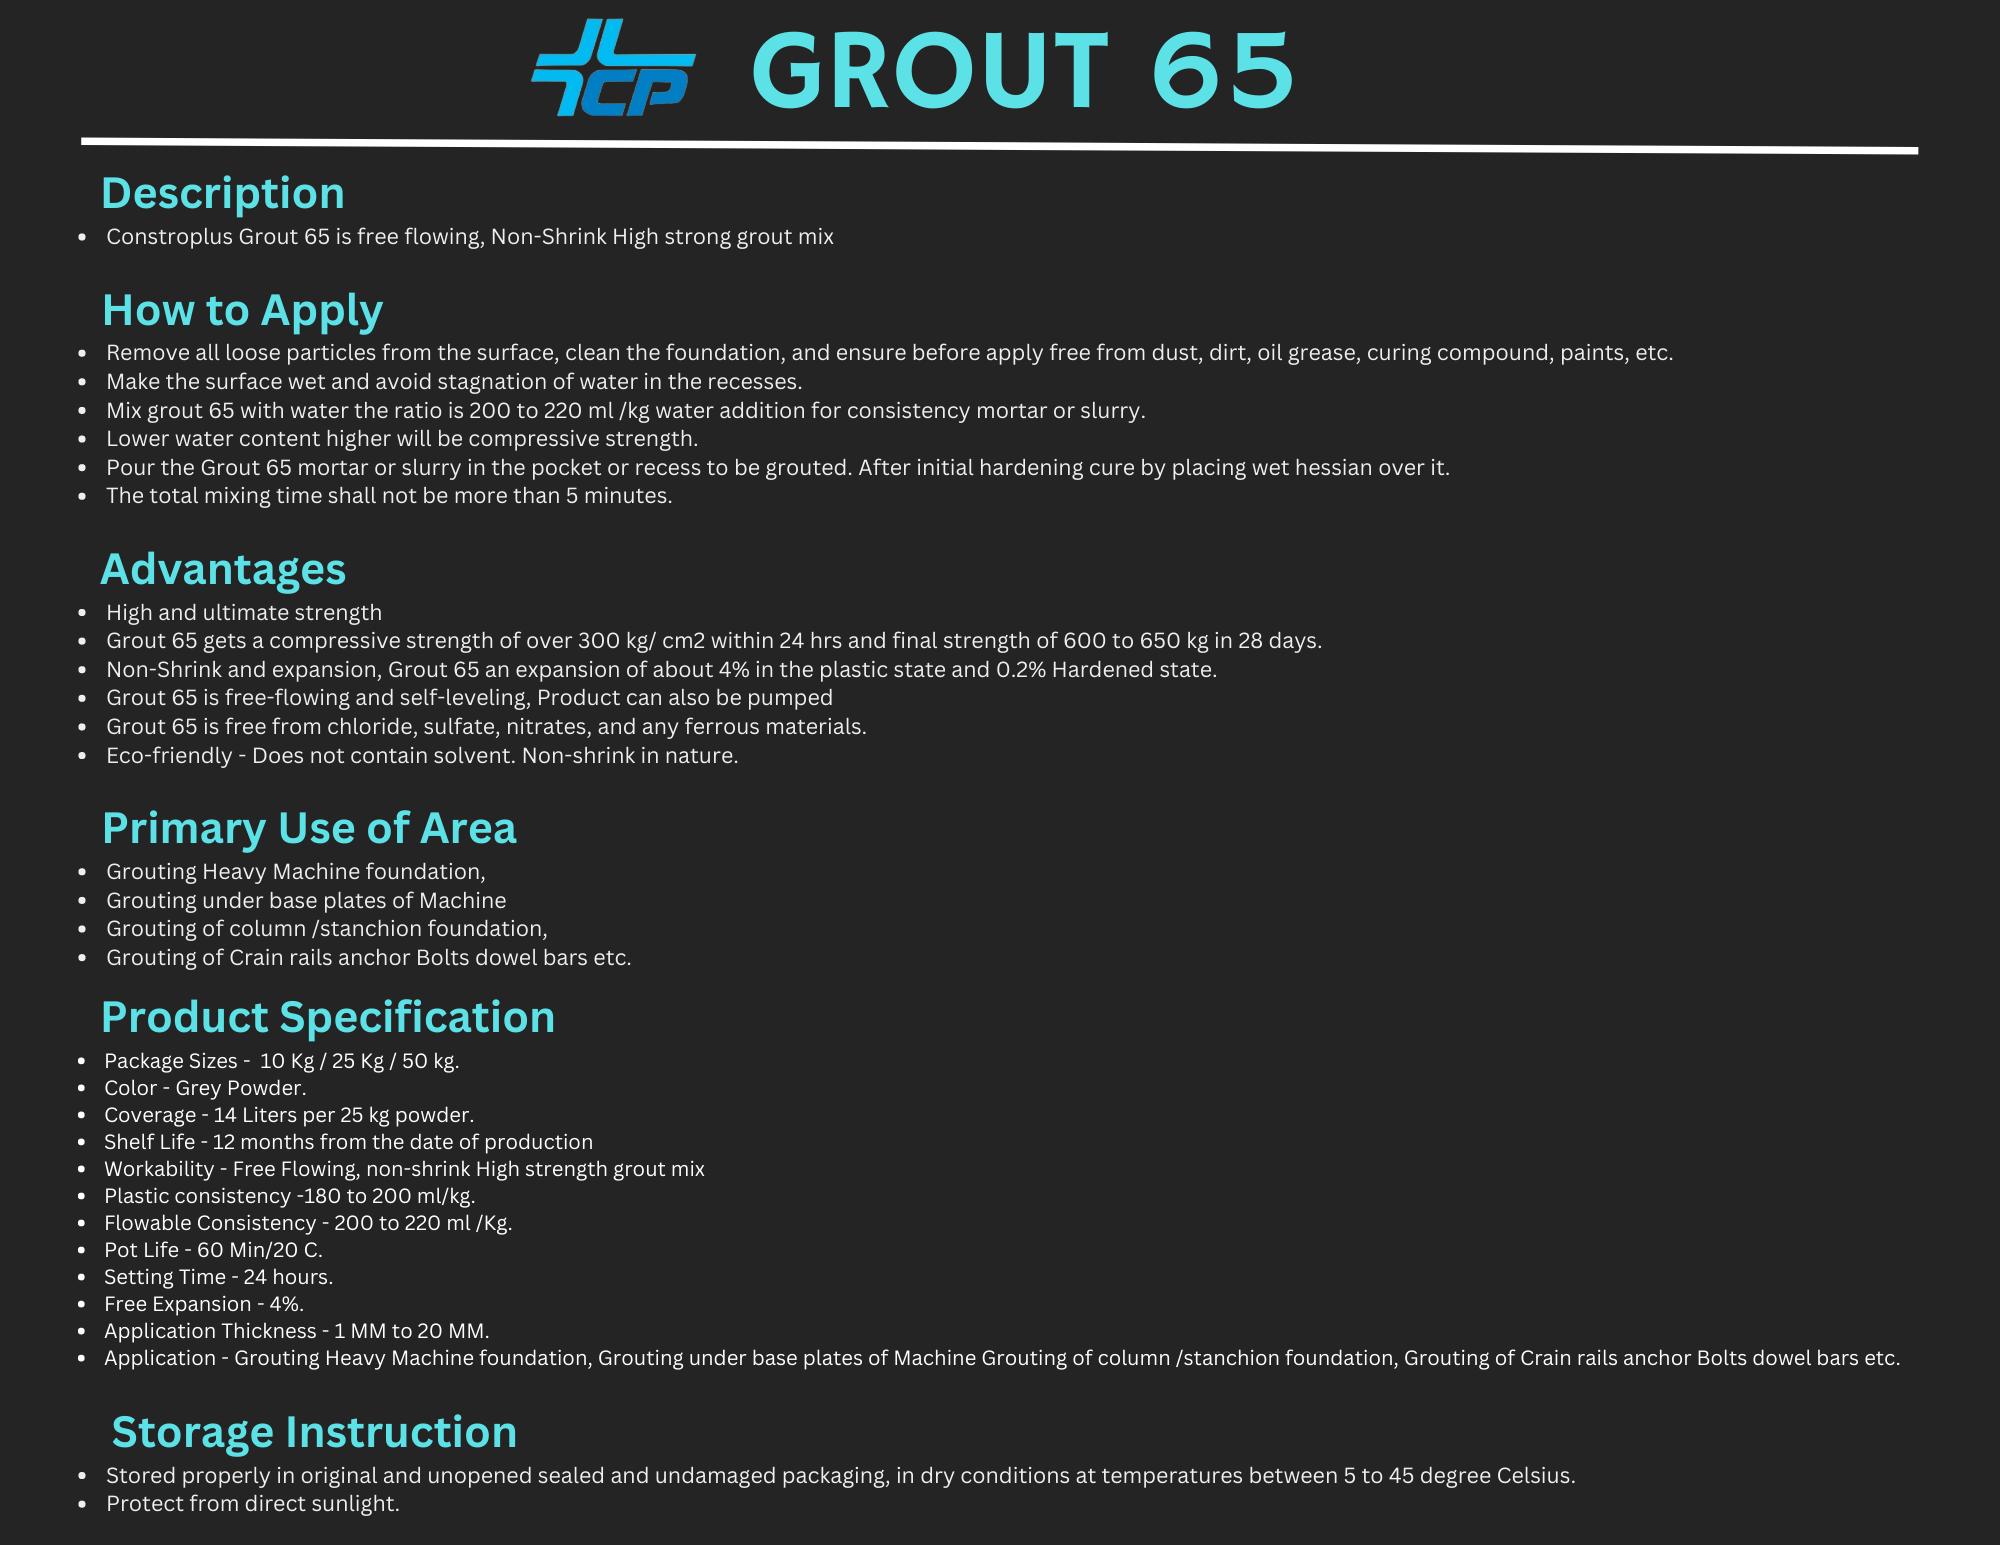 CP GROUT 65
Description
• Constroplus Grout 65 is free flowing, Non-Shrink High strong grout mix
How to Apply
• Remove all loose particles from the surface, clean the foundation, and ensure before apply free from dust, dirt, oil grease, curing compound, paints, etc.
• Make the surface wet and avoid stagnation of water in the recesses.
• Mix grout 65 with water the ratio is 200 to 220 ml /kg water addition for consistency mortar or slurry.
• Lower water content higher will be compressive strength.
• Pour the Grout 65 mortar or slurry in the pocket or recess to be grouted. After initial hardening cure by placing wet hessian over it.
• The total mixing time shall not be more than 5 minutes.
Advantages
• High and ultimate strength
• Grout 65 gets a compressive strength of over 300 kg/ cm2 within 24 hrs and final strength of 600 to 650 kg in 28 days.
• Non-Shrink and expansion, Grout 65 an expansion of about 4% in the plastic state and 0.2% Hardened state.
• Grout 65 is free-flowing and self-leveling, Product can also be pumped
• Grout 65 is free from chloride, sulfate, nitrates, and any ferrous materials.
• Eco-friendly - Does not contain solvent. Non-shrink in nature.
Primary Use of Area
• Grouting Heavy Machine foundation,
• Grouting under base plates of Machine
• Grouting of column /stanchion foundation,
• Grouting of Crain rails anchor Bolts dowel bars etc.
Product Specification
• Package Sizes - 10 Kg / 25 Kg / 50 kg.
• Color - Grey Powder.
• Coverage - 14 Liters per 25 kg powder.
• Shelf Life - 12 months from the date of production
• Workability - Free Flowing, non-shrink High strength grout mix
• Plastic consistency -180 to 200 ml/kg.
• Flowable Consistency - 200 to 220 ml /Kg.
• Pot Life - 60 Min/20 C.
• Setting Time - 24 hours.
• Free Expansion - 4%.
• Application Thickness - 1 MM to 20 MM.
• Application - Grouting Heavy Machine foundation, Grouting under base plates of Machine Grouting of column /stanchion foundation, Grouting of Crain rails anchor Bolts dowel bars etc.
Storage Instruction
• Stored properly in original and unopened sealed and undamaged packaging, in dry conditions at temperatures between 5 to 45 degree Celsius.
• Protect from direct sunlight.